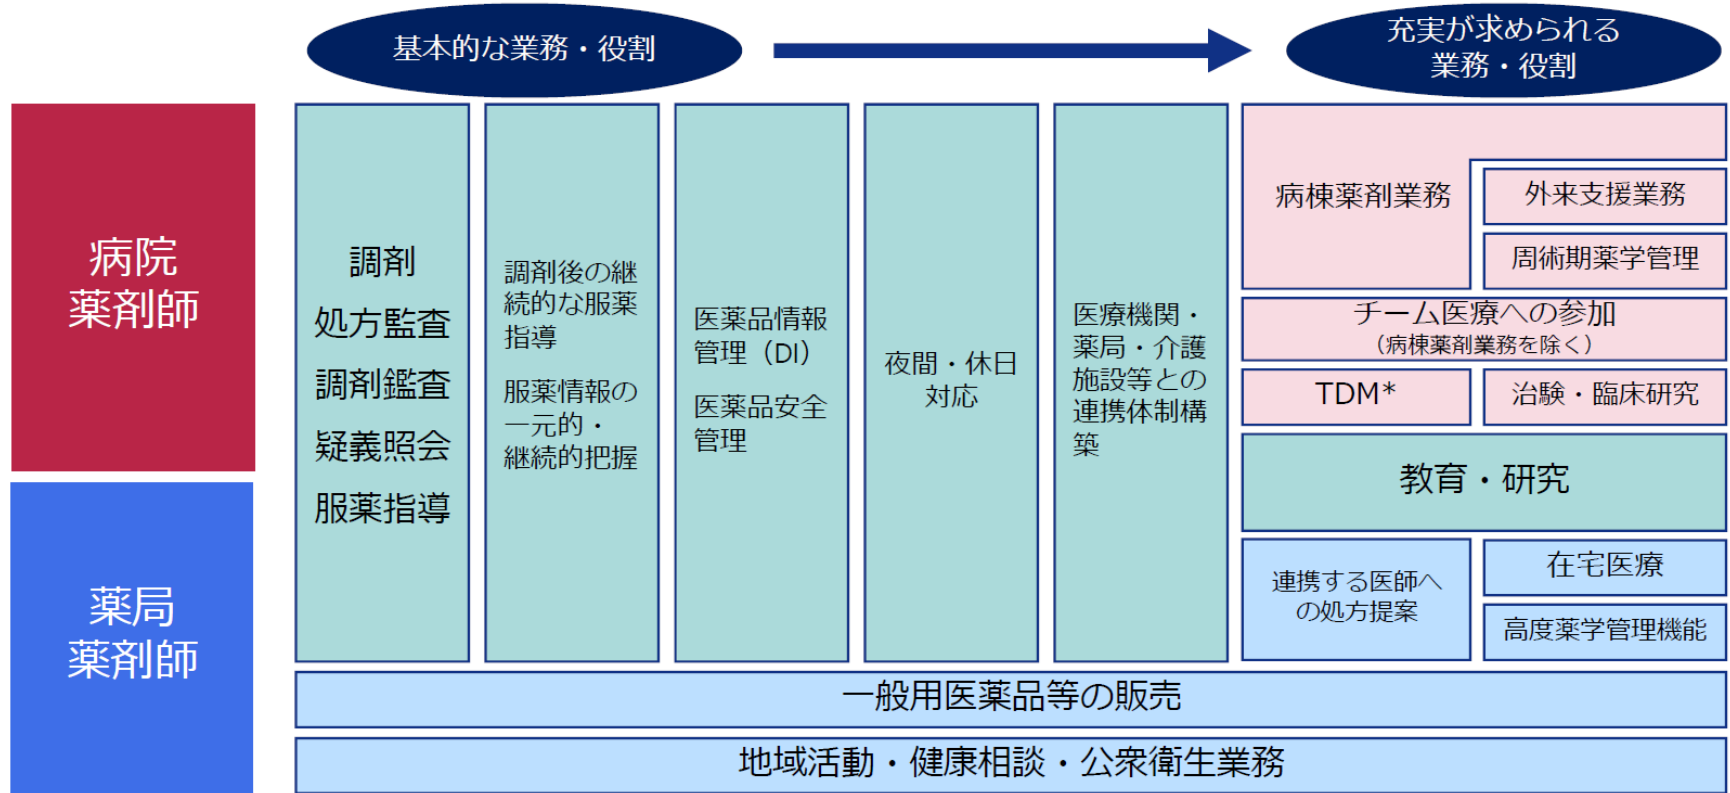 基本的な業務・役割
充実が求められる
業務・役割
病院
薬剤師
薬局
薬剤師
調剤
処方監査
調剤鑑査
疑義照会
服薬指導
調剤後の継
続的な服薬
指導
服薬情報の
一元的・
継続的把握
医薬品情報
管理（DI）
医薬品安全
管理
夜間・休日
対応
医療機関・
薬局・介護
施設等との
連携体制構
築
病棟薬剤業務
外来支援業務
周術期薬学管理
チーム医療への参加
（病棟薬剤業務を除く）
TDM*
治験・臨床研究
教育・研究
連携する医師へ
の処方提案
在宅医療
高度薬学管理機能
一般用医薬品等の販売
地域活動・健康相談・公衆衛生業務